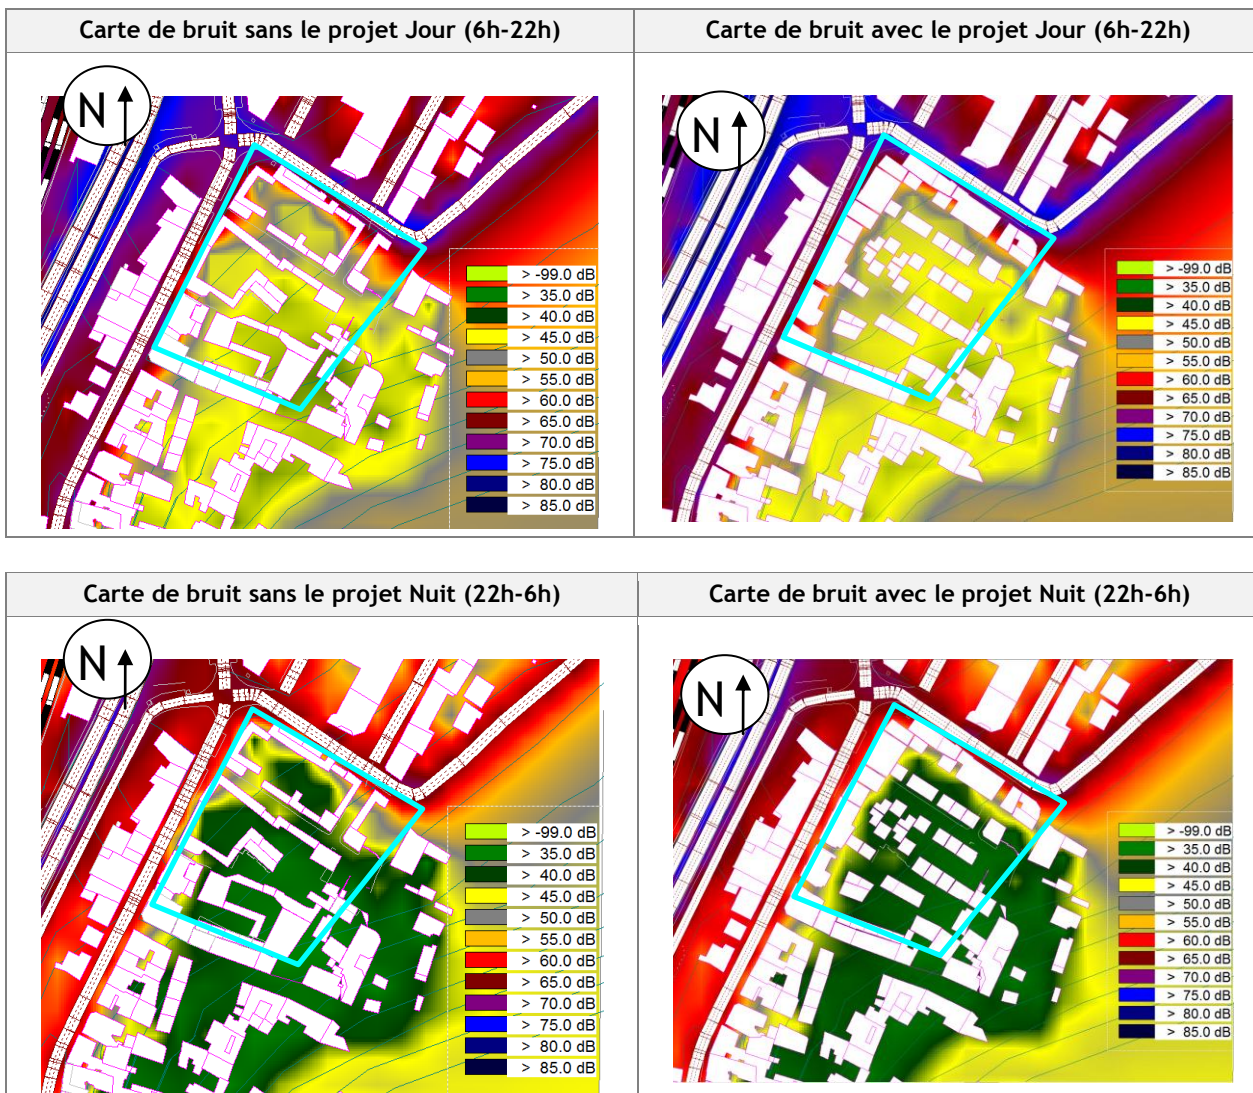 Carte de bruit sans le projet Jour (6h-22h)
Carte de bruit avec le projet Jour (6h-22h)
N
> -99.0 dB
> 35.0 dB
> 40.0 dB
> 45.0 dB
> 50.0 dB
> 55.0 dB
> 60.0 dB
> 65.0 dB
> 70.0 dB
> 75.0 dB
> 80.0 dB
> 85.0 dB
N
> -99.0 dB
> 35.0 dB
> 40.0 dB
> 45.0 dB
> 50.0 dB
> 55.0 dB
> 60.0 dB
> 65.0 dB
> 70.0 dB
> 75.0 dB
> 80.0 dB
> 85.0 dB
Carte de bruit sans le projet Nuit (22h-6h)
Carte de bruit avec le projet Nuit (22h-6h)
N
> -99.0 dB
> 35.0 dB
> 40.0 dB
> 45.0 dB
> 50.0 dB
> 55.0 dB
> 60.0 dB
> 65.0 dB
> 70.0 dB
> 75.0 dB
> 80.0 dB
> 85.0 dB
N
> -99.0 dB
> 35.0 dB
> 40.0 dB
> 45.0 dB
> 50.0 dB
> 55.0 dB
> 60.0 dB
> 65.0 dB
> 70.0 dB
> 75.0 dB
> 80.0 dB
> 85.0 dB